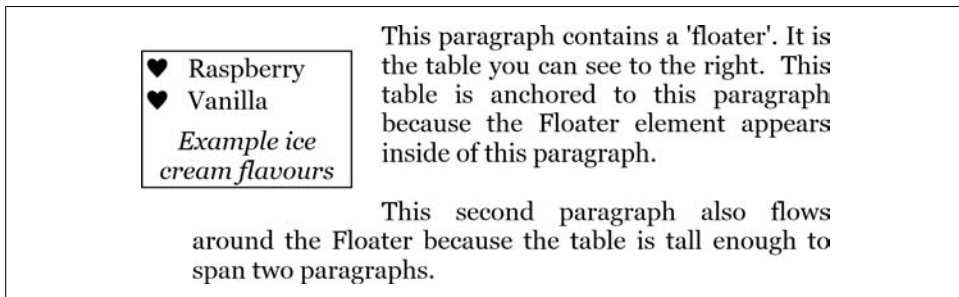 ♥ Raspberry
♥ Vanilla
Example ice
cream flavours
This paragraph contains a 'floater'. It is
the table you can see to the right.  This
table is anchored to this paragraph
because the Floater element appears
inside of this paragraph.
This second paragraph also flows
around the Floater because the table is tall enough to
span two paragraphs.